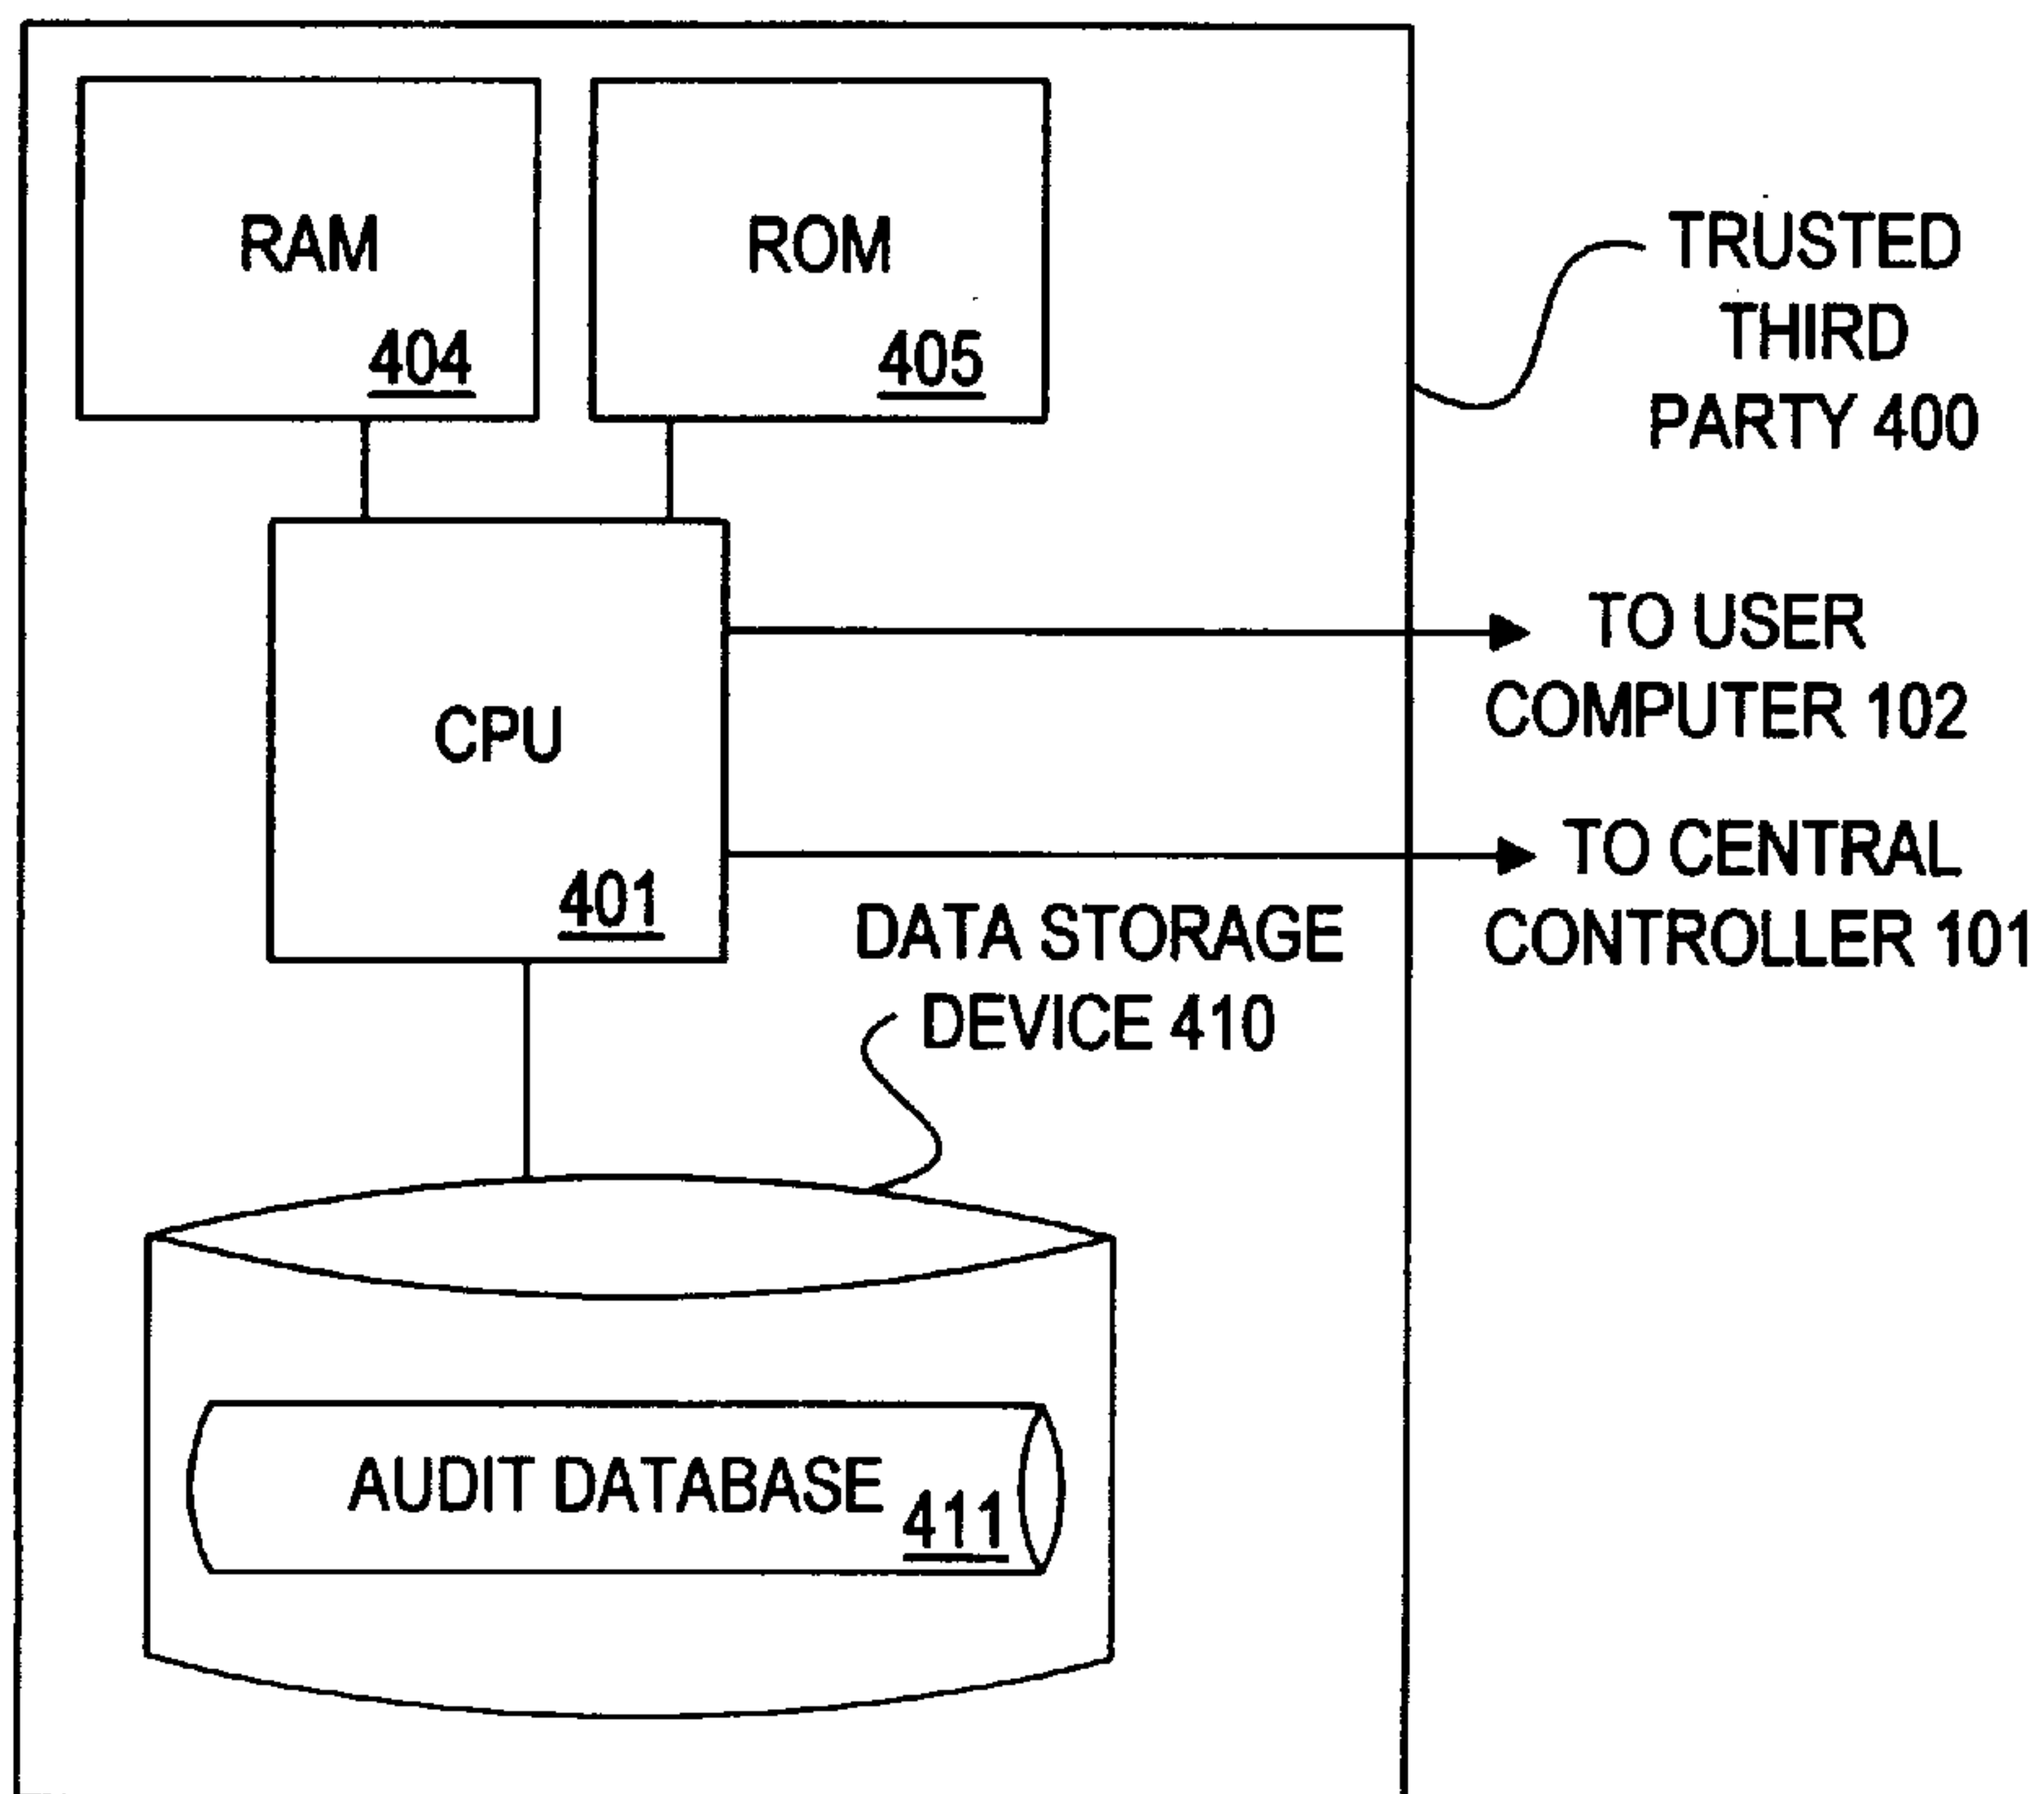 RAM
404
ROM
405
TRUSTED
THIRD
PARTY 400
CPU
401
TO USER
COMPUTER 102
TO CENTRAL
CONTROLLER 101
DATA STORAGE
DEVICE 410
AUDIT DATABASE 411